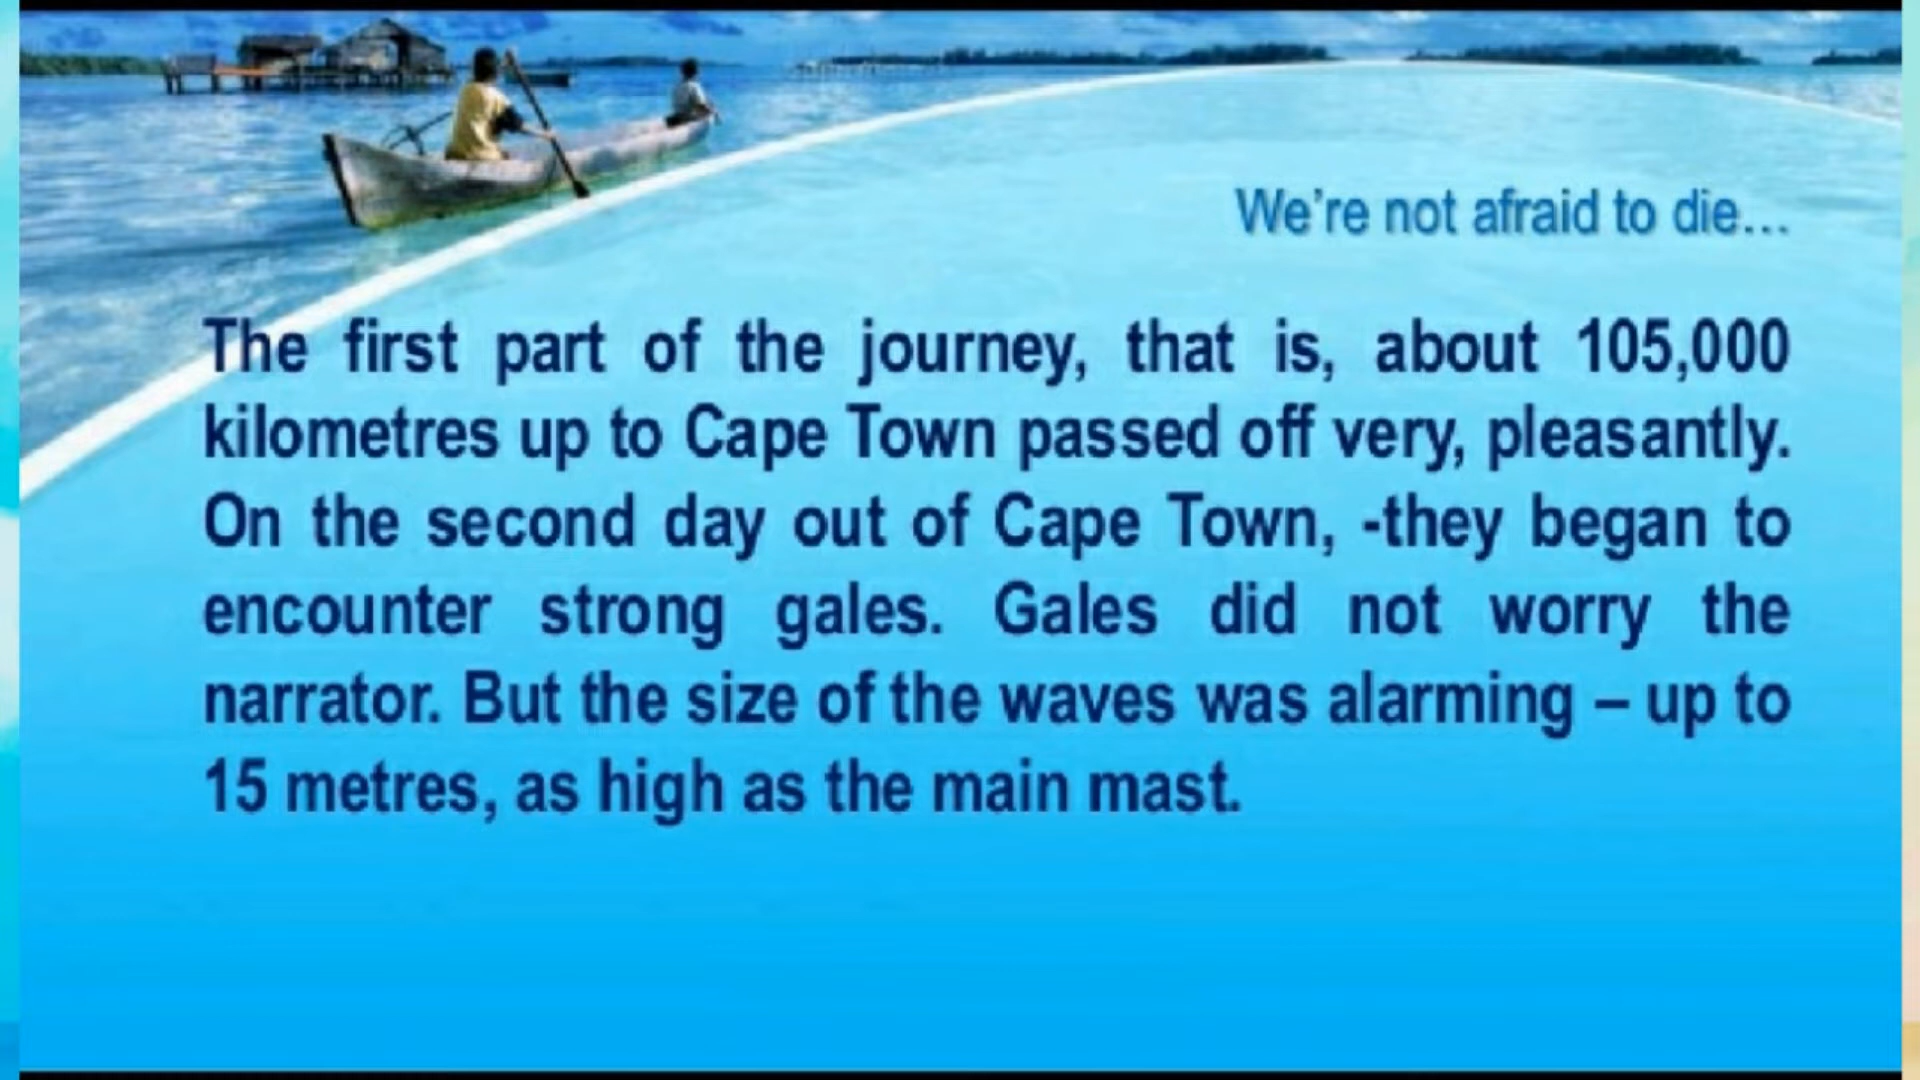 We're not afraid to die...
The first part of the journey, that is, about 105,000
kilometres up to Cape Town passed off very, pleasantly.
On the second day out of Cape Town, -they began to
encounter strong gales. Gales did not worry the
narrator. But the size of the waves was alarming – up to
15 metres, as high as the main mast.